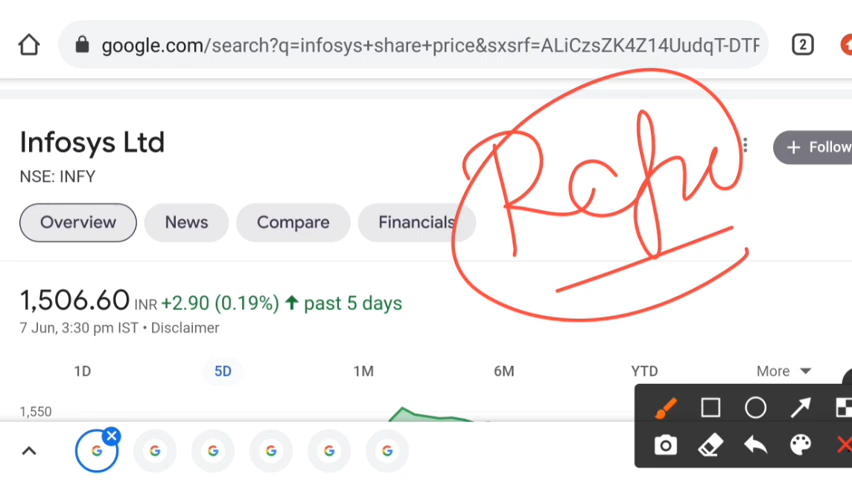 google.com/search?q=infosys+share+price&sxsrf=ALiCzsZK4Z14UudqT-DTF
2
Infosys Ltd
NSE: INFY
+ Follow
Overview
News
Compare
Financials
1,506.60 INR +2.90 (0.19%) ↑ past 5 days
7 Jun, 3:30 pm IST • Disclaimer
1D
5D
1M
6M
YTD
More
1,550